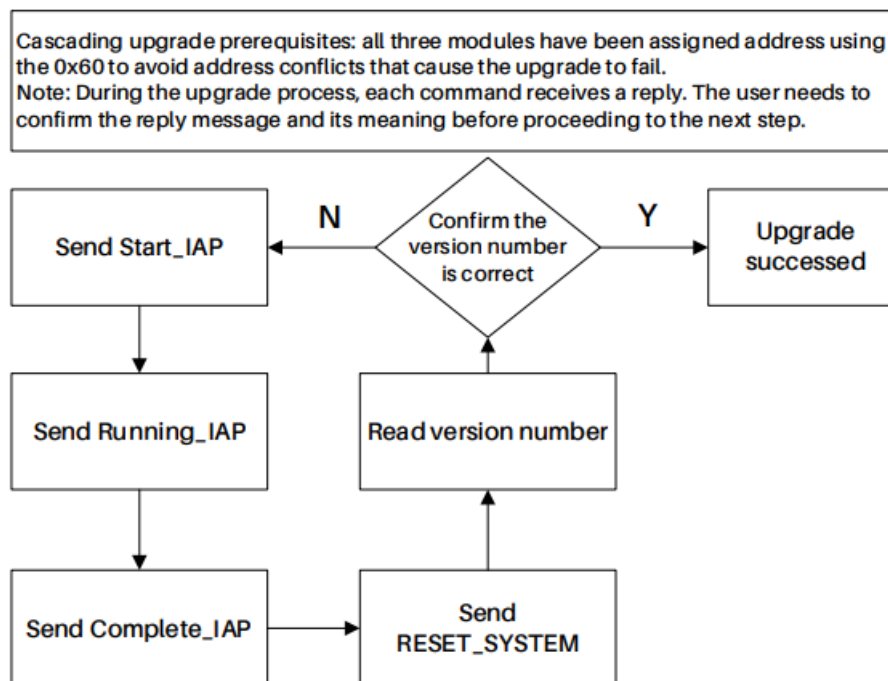 Cascading upgrade prerequisites: all three modules have been assigned address using
the 0x60 to avoid address conflicts that cause the upgrade to fail.
Note: During the upgrade process, each command receives a reply. The user needs to
confirm the reply message and its meaning before proceeding to the next step.
Send Start_IAP
N
Confirm the
version number
is correct
Y
Upgrade
successed
Send Running_IAP
Read version number
Send Complete_IAP
Send
RESET_SYSTEM